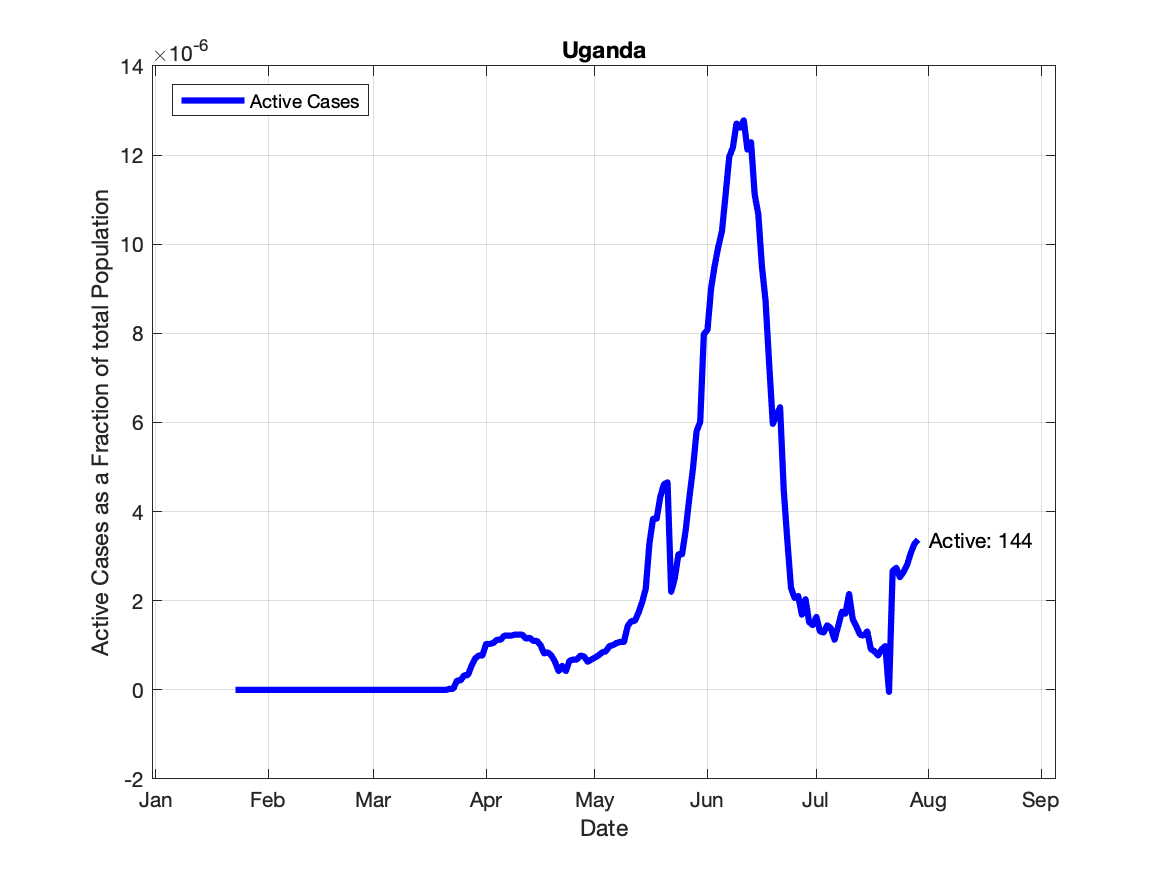 Uganda
×10-6
Active Cases
14
12
10
8
6
4
2
0
-2
Active Cases as a Fraction of total Population
Active: 144
Jan Feb Mar Apr May Jun Jul Aug Sep
Date